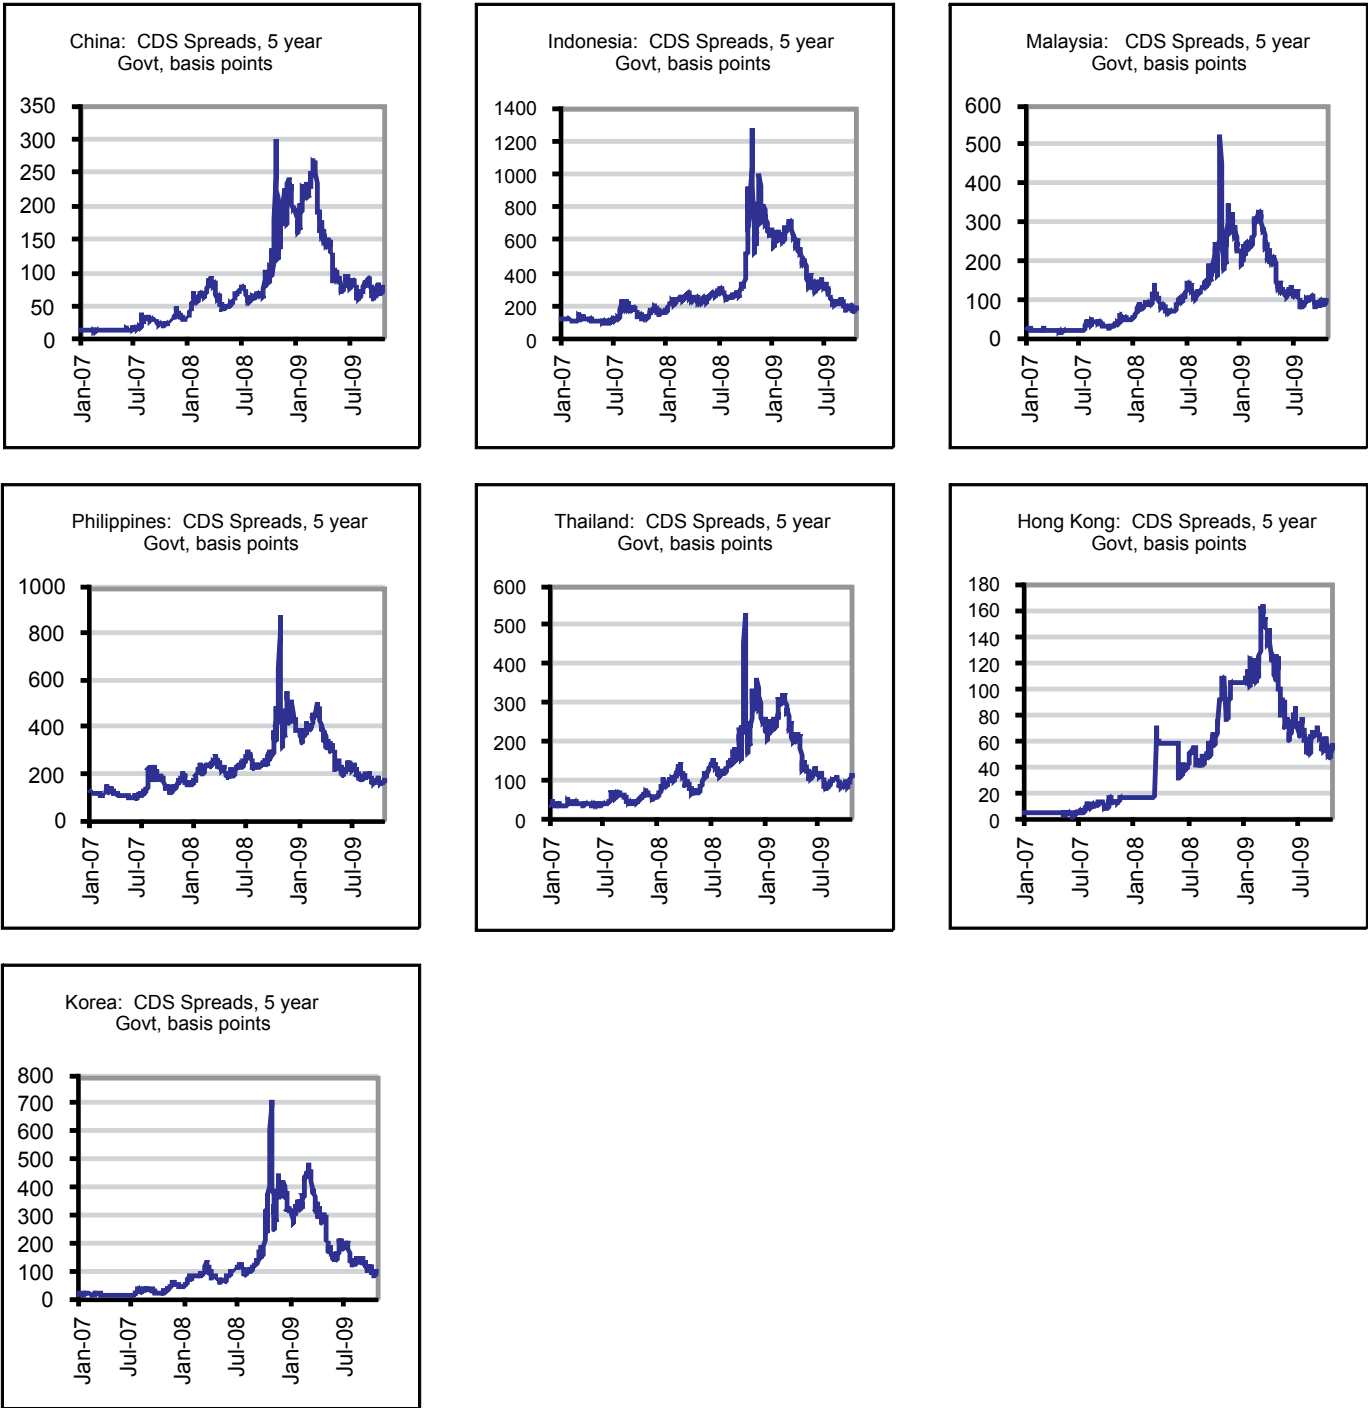 China:  CDS Spreads, 5 year
Govt, basis points
350
300
250
200
150
100
50
0
Jan-07
Jul-07
Jan-08
Jul-08
Jan-09
Jul-09
Indonesia:  CDS Spreads, 5 year
Govt, basis points
1400
1200
1000
800
600
400
200
0
Jan-07
Jul-07
Jan-08
Jul-08
Jan-09
Jul-09
Malaysia:   CDS Spreads, 5 year
Govt, basis points
600
500
400
300
200
100
0
Jan-07
Jul-07
Jan-08
Jul-08
Jan-09
Jul-09
Philippines:  CDS Spreads, 5 year
Govt, basis points
1000
800
600
400
200
0
Jan-07
Jul-07
Jan-08
Jul-08
Jan-09
Jul-09
Thailand:  CDS Spreads, 5 year
Govt, basis points
600
500
400
300
200
100
0
Jan-07
Jul-07
Jan-08
Jul-08
Jan-09
Jul-09
Hong Kong:  CDS Spreads, 5 year
Govt, basis points
180
160
140
120
100
80
60
40
20
0
Jan-07
Jul-07
Jan-08
Jul-08
Jan-09
Jul-09
Korea:  CDS Spreads, 5 year
Govt, basis points
800
700
600
500
400
300
200
100
0
Jan-07
Jul-07
Jan-08
Jul-08
Jan-09
Jul-09